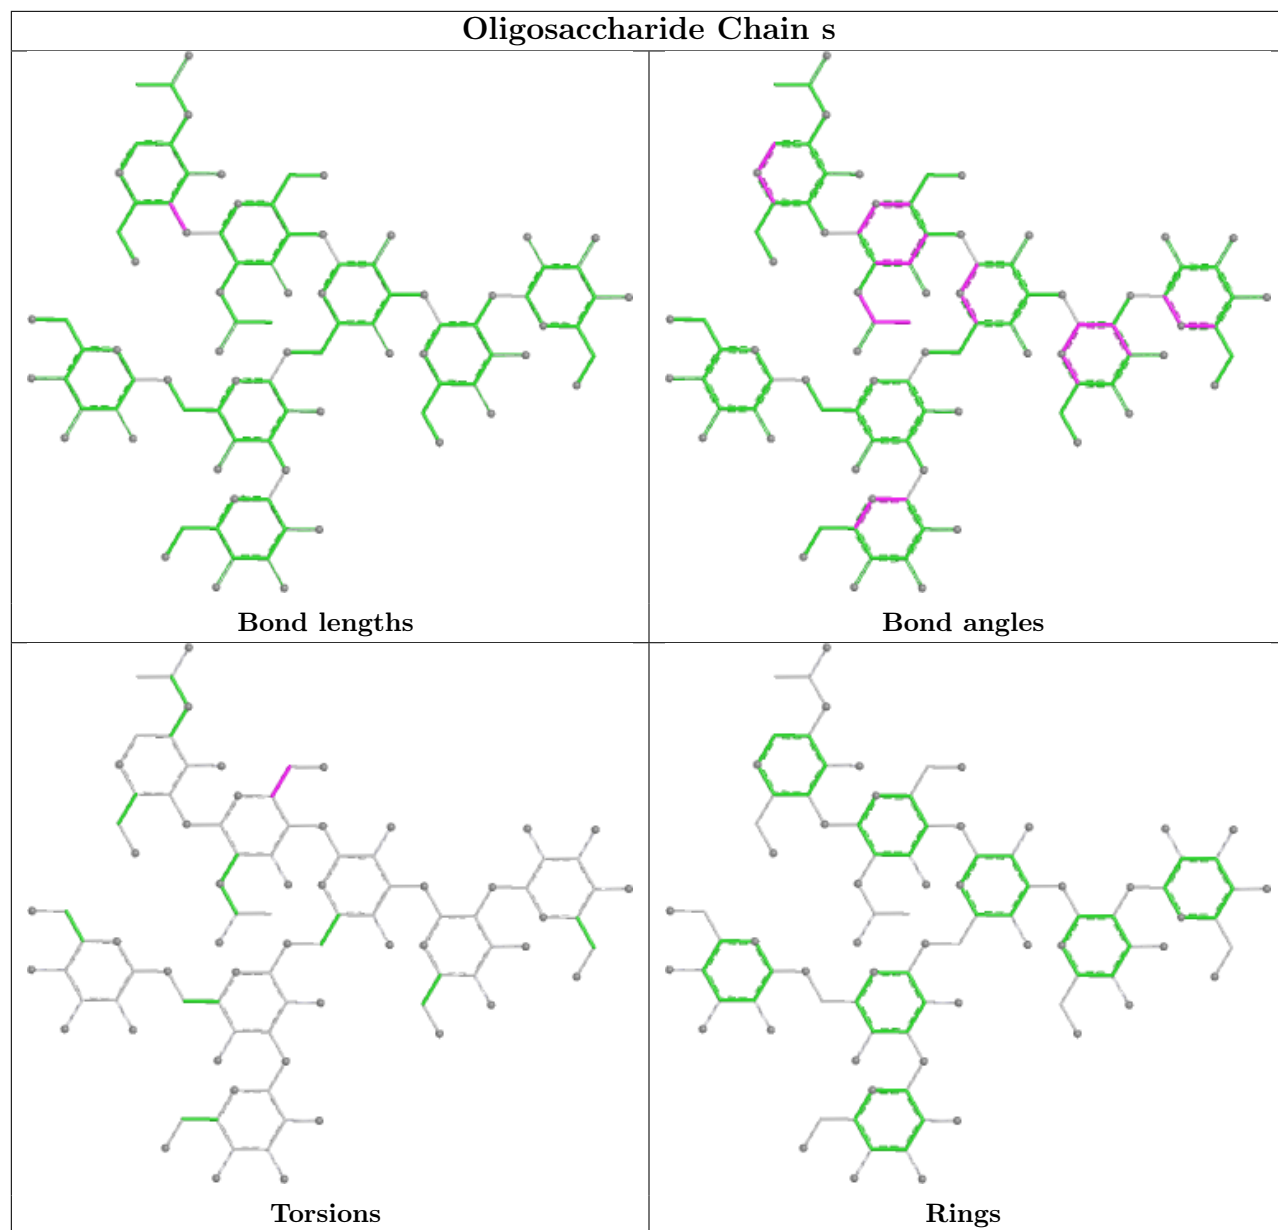 Oligosaccharide Chain s
Bond lengths
Bond angles
Torsions
Rings